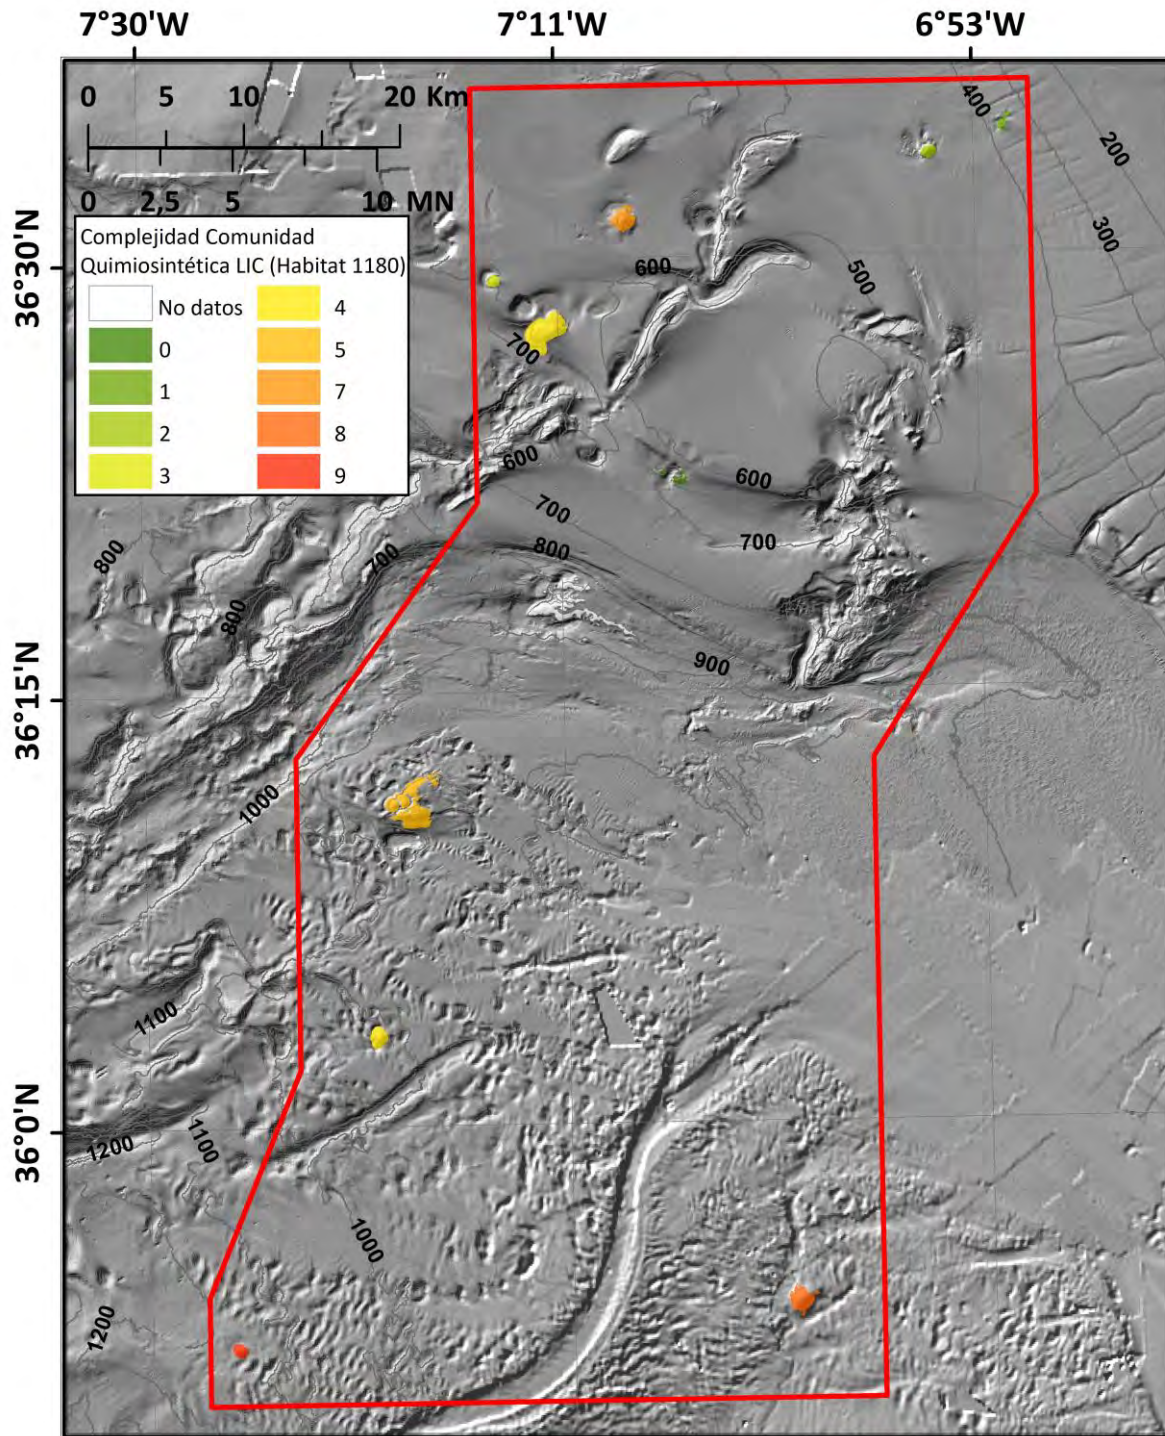 7°30'W 7°11'W 6°53'W
0 5 10 20 Km
0 2,5 5 10 MN
Complejidad Comunidad
Quimiosintética LIC (Habitat 1180)
No datos 4
0 5
1 7
2 8
3 9
36°30'N
36°15'N
36°0'N
400
200
300
600
500
700
600
600
700
700
800
700
800
800
900
1000
1100
1200
1100
1000
1200